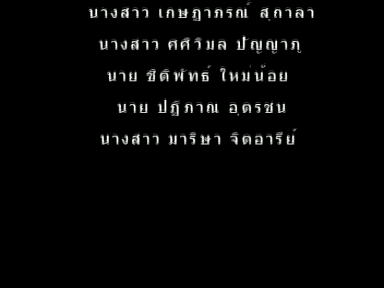 นางสาว เกษฎาภรณ์ สุกาลา
นางสาว ศศิวิมล ปัญญาภู
นาย ชิติพัทธ์ ใหม่น้อย
นาย ปฏิภาณ อุดรชน
นางสาว มาริษา จิตอารีย์